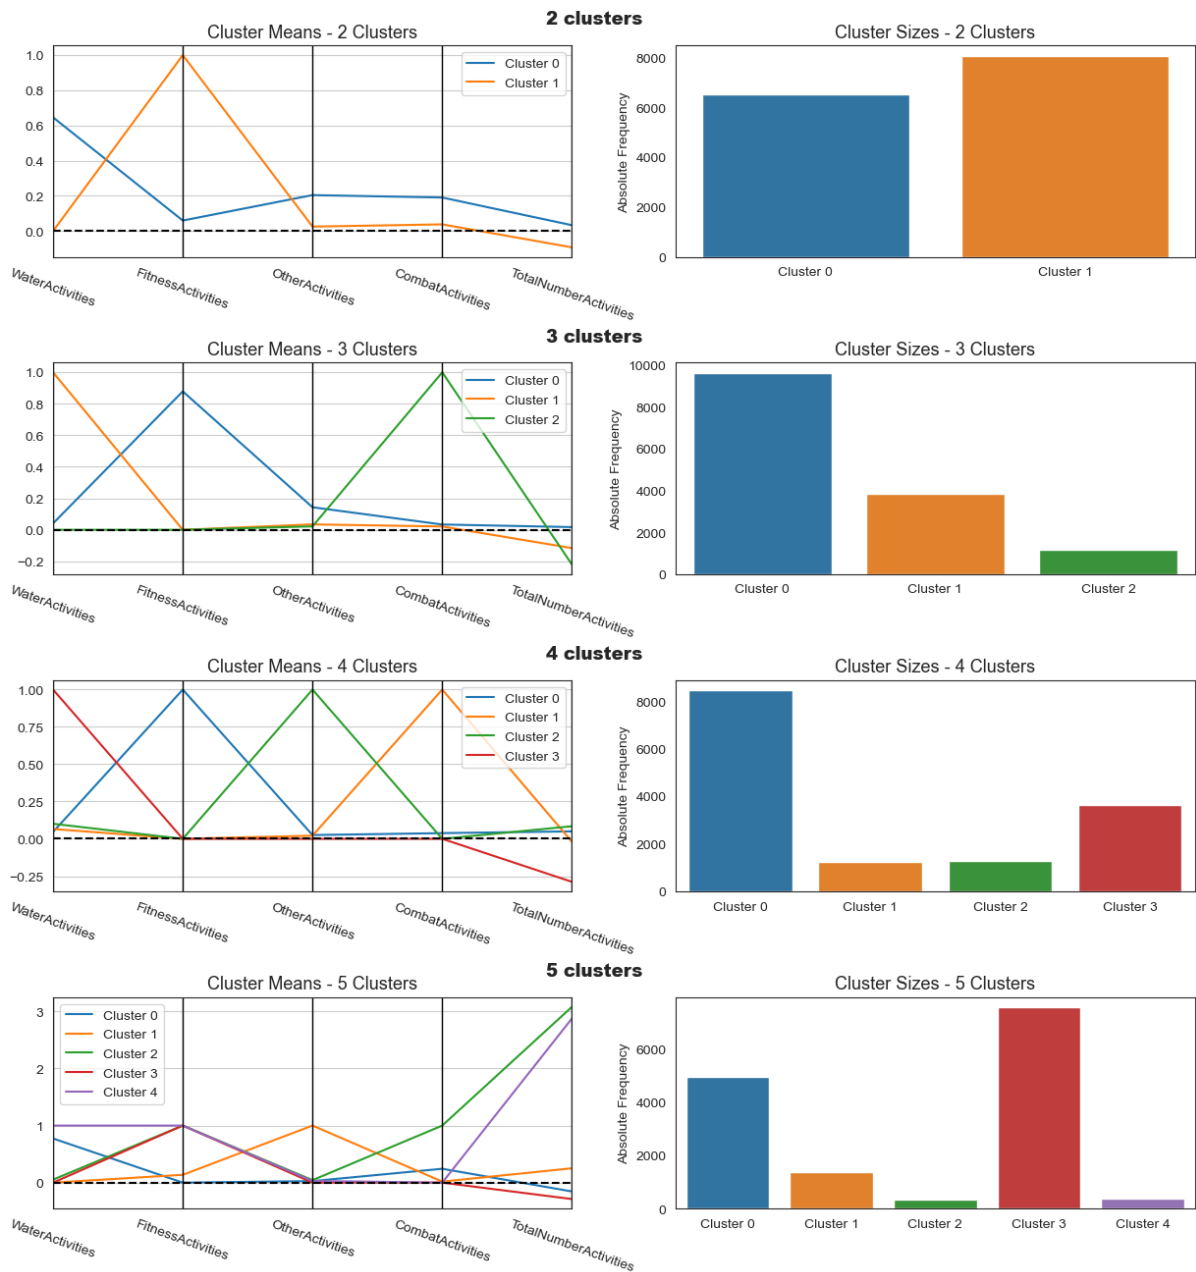 2 clusters
Cluster Means - 2 Clusters
1.0
0.8
0.6
0.4
0.2
0.0
Cluster 0
Cluster 1
WaterActivities
FitnessActivities
OtherActivities
CombatActivities
TotalNumberActivities
Cluster Sizes - 2 Clusters
Absolute Frequency
8000
6000
4000
2000
0
Cluster 0
Cluster 1
3 clusters
Cluster Means - 3 Clusters
1.0
0.8
0.6
0.4
0.2
0.0
−0.2
Cluster 0
Cluster 1
Cluster 2
WaterActivities
FitnessActivities
OtherActivities
CombatActivities
TotalNumberActivities
Cluster Sizes - 3 Clusters
Absolute Frequency
10000
8000
6000
4000
2000
0
Cluster 0
Cluster 1
Cluster 2
4 clusters
Cluster Means - 4 Clusters
1.00
0.75
0.50
0.25
0.00
−0.25
Cluster 0
Cluster 1
Cluster 2
Cluster 3
WaterActivities
FitnessActivities
OtherActivities
CombatActivities
TotalNumberActivities
Cluster Sizes - 4 Clusters
Absolute Frequency
8000
6000
4000
2000
0
Cluster 0
Cluster 1
Cluster 2
Cluster 3
5 clusters
Cluster Means - 5 Clusters
3
2
1
0
Cluster 0
Cluster 1
Cluster 2
Cluster 3
Cluster 4
WaterActivities
FitnessActivities
OtherActivities
CombatActivities
TotalNumberActivities
Cluster Sizes - 5 Clusters
Absolute Frequency
6000
4000
2000
0
Cluster 0
Cluster 1
Cluster 2
Cluster 3
Cluster 4